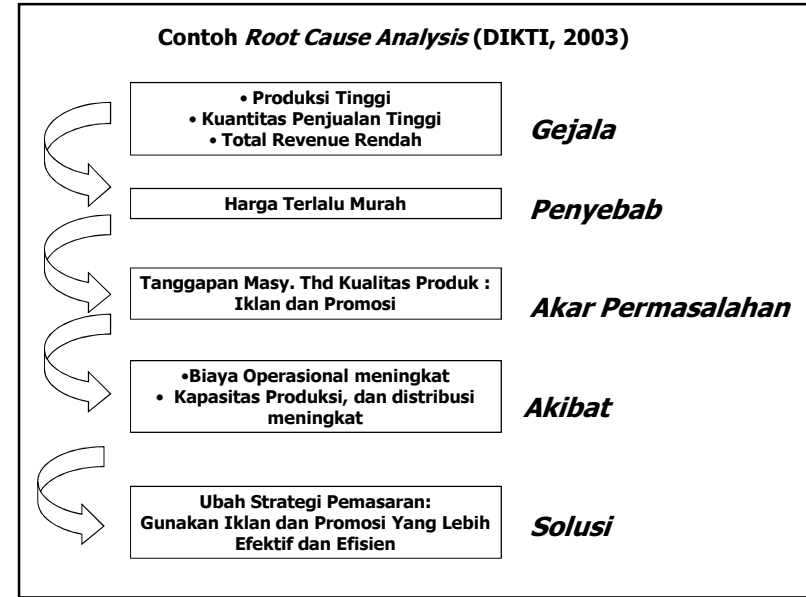 Contoh Root Cause Analysis (DIKTI, 2003)
• Produksi Tinggi
• Kuantitas Penjualan Tinggi
• Total Revenue Rendah
Gejala
Harga Terlalu Murah
Penyebab
Tanggapan Masy. Thd Kualitas Produk :
Iklan dan Promosi
Akar Permasalahan
•Biaya Operasional meningkat
• Kapasitas Produksi, dan distribusi
meningkat
Akibat
Ubah Strategi Pemasaran:
Gunakan Iklan dan Promosi Yang Lebih
Efektif dan Efisien
Solusi